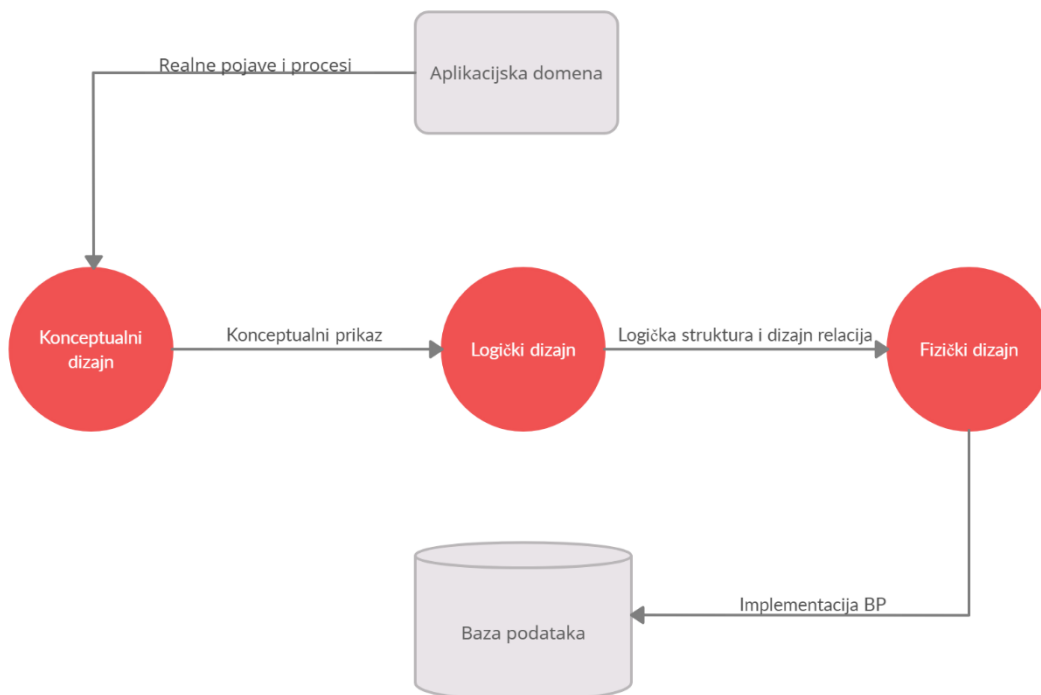 Realne pojave i procesi
Aplikacijska domena
Konceptualni
dizajn
Konceptualni prikaz
Logički dizajn
Logička struktura i dizajn relacija
Fizički dizajn
Implementacija BP
Baza podataka